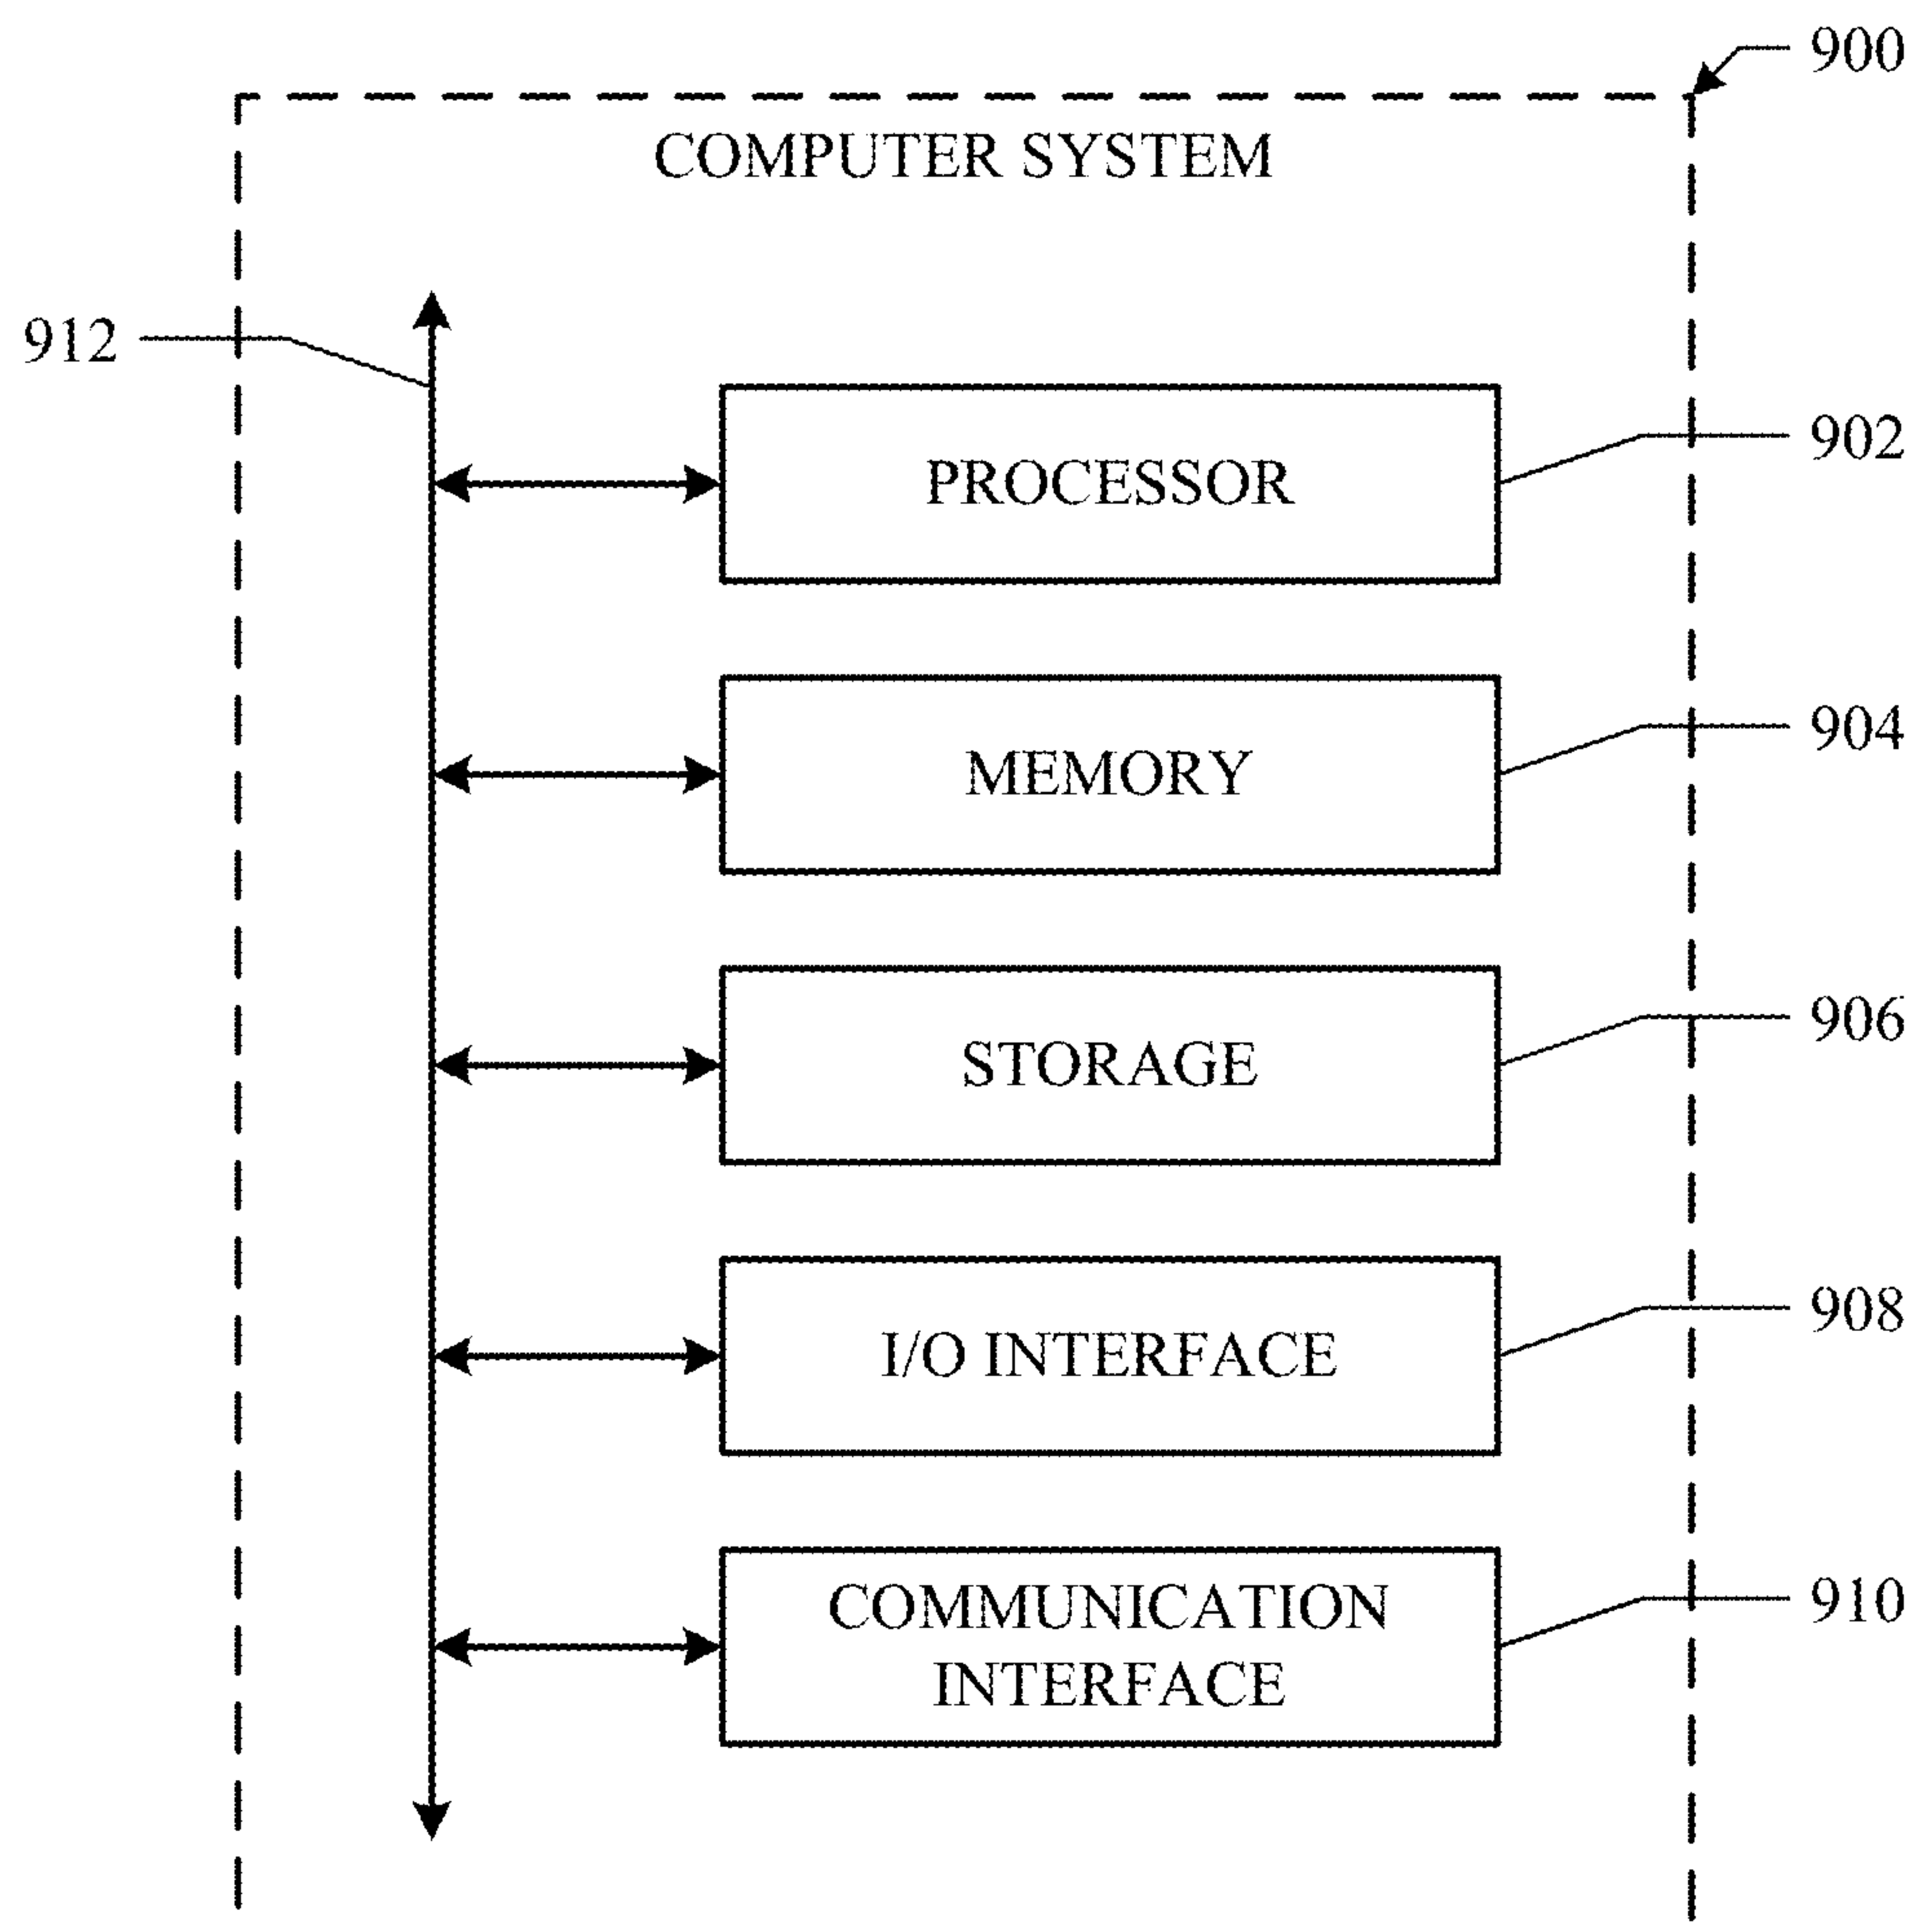 900
COMPUTER SYSTEM
912
902
PROCESSOR
904
MEMORY
906
STORAGE
908
I/O INTERFACE
910
COMMUNICATION
INTERFACE